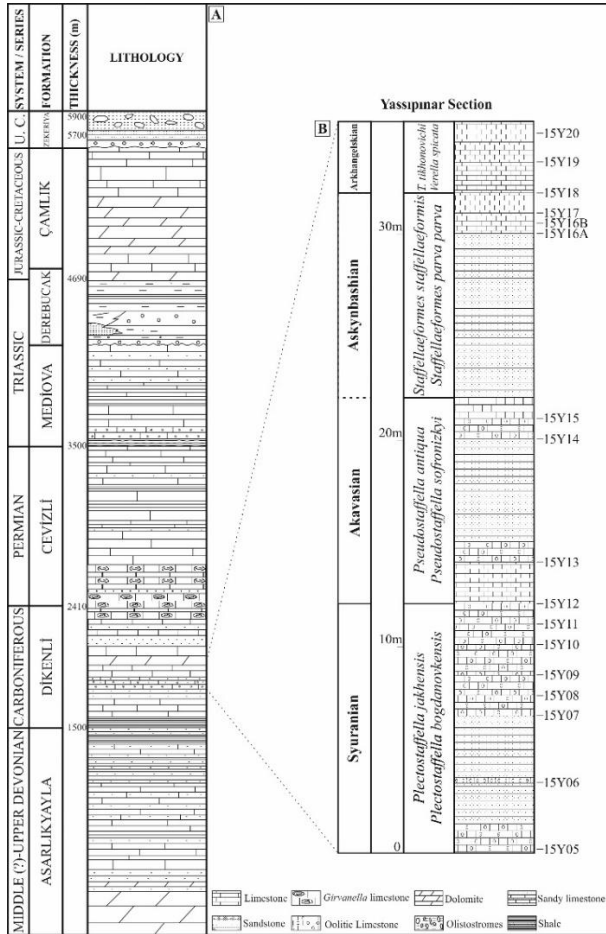 A
SYSTEM / SERIES
FORMATION
THICKNESS (m)
LITHOLOGY
U. C.
ZEKERİYA
5900
5700
JURASSIC-CRETACEOUS
ÇAMLIK
4690
TRIASSIC
DEREBUCAK
MEDİOVA
3900
PERMIAN
CEVİZLİ
2410
CARBONIFEROUS
DİKENLİ
1500
MIDDLE (?)-UPPER DEVONIAN
ASARLIKYAYLA
Yassıpınar Section
B
Arkhangelskian
T. tikhonovichi
Verella spicata
15Y20
15Y19
15Y18
Askynbashian
30m
Staffellaeformes staffellaeformis
Staffellaeformes parva parva
15Y17
15Y16B
15Y16A
Akavasian
20m
Pseudostaffella antiqua
Pseudostaffella sofronizkyi
15Y15
15Y14
15Y13
15Y12
Syuranian
10m
0
Plectostaffella jakhensis
Plectostaffella bogdanovkensis
15Y11
15Y10
15Y09
15Y08
15Y07
15Y06
15Y05
Limestone
Girvanella limestone
Dolomite
Sandy limestone
Sandstone
Oolitic Limestone
Olistostromes
Shale